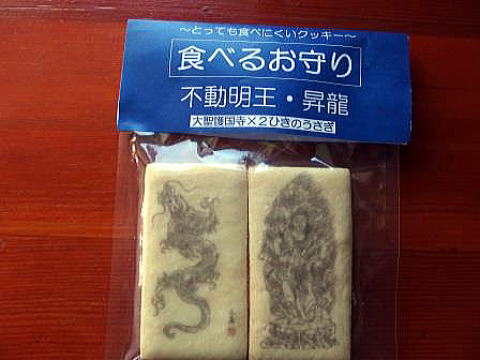 ～とっても食べにくいクッキー～
食べるお守り
不動明王・昇龍
大聖護国寺×2ひきのうさぎ